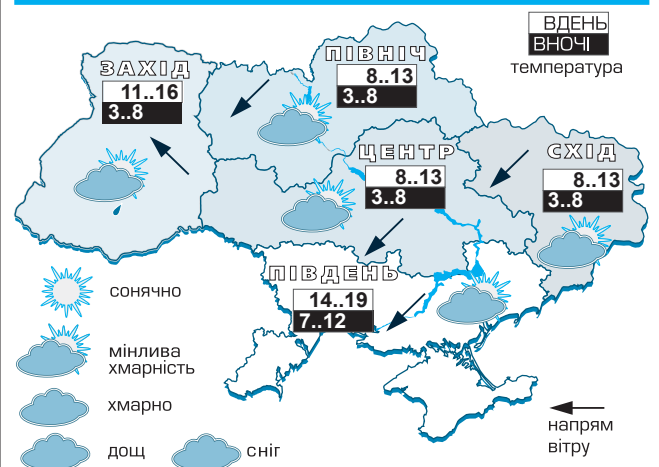 ВДЕНЬ
ВНОЧІ
температура
ЗАХІД
11..16
3..8
ПІВНІЧ
8..13
3..8
ЦЕНТР
8..13
3..8
СХІД
8..13
3..8
ПІВДЕНЬ
14..19
7..12
сонячно
мінлива
хмарність
хмарно
дощ
сніг
напрям
вітру